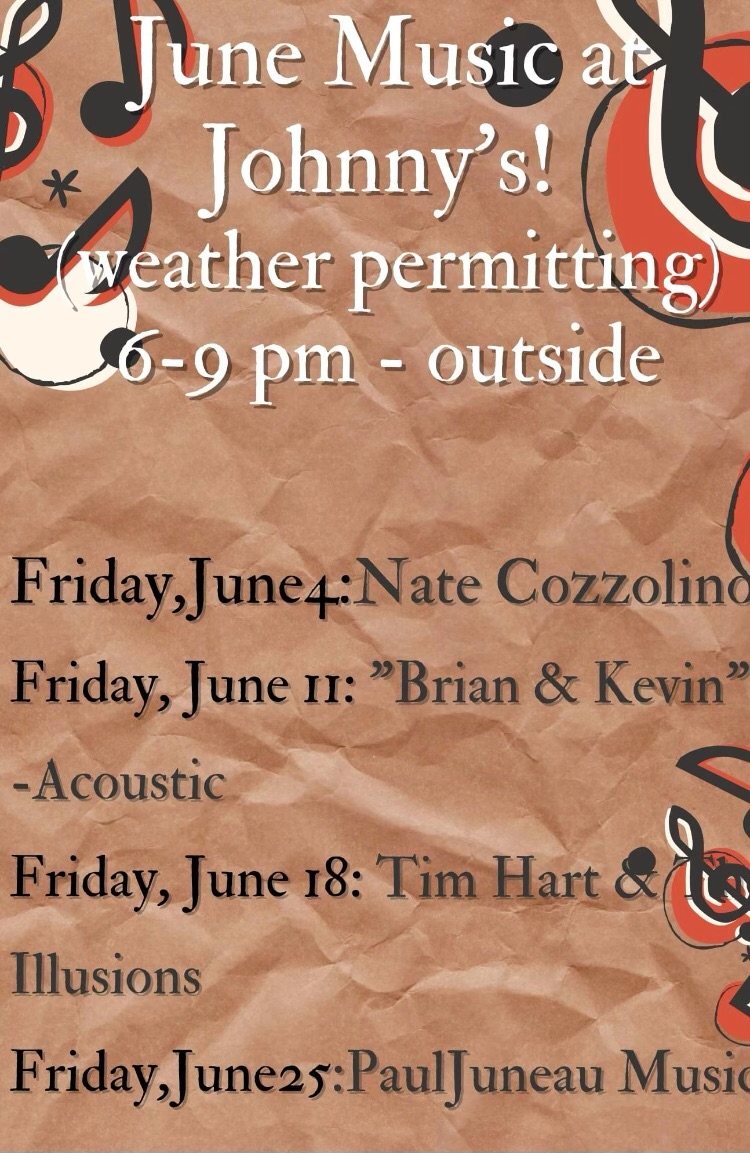 June Music at
Johnny's!
(weather permitting)
6-9 pm - outside
Friday,June4:Nate Cozzolino
Friday, June 11: ”Brian & Kevin”
-Acoustic
Friday, June 18: Tim Hart &
Illusions
Friday,June25:PaulJuneau Music